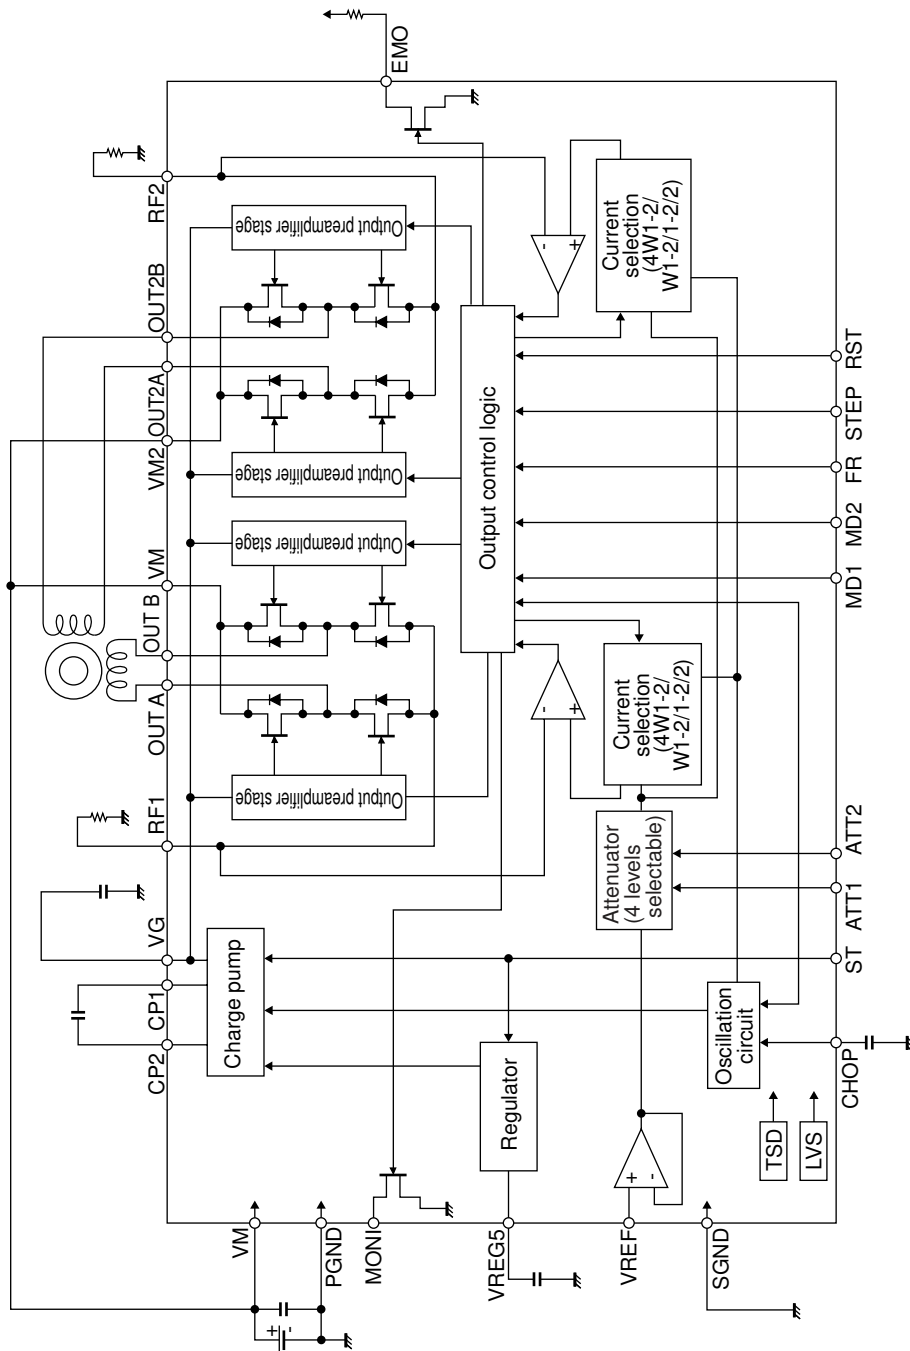 EMO
RF2
OUT2B
OUT2A
VM2
VM
OUT B
OUT A
RF1
VG
CP1
CP2
Output preamplifier stage
Output preamplifier stage
Output preamplifier stage
Output preamplifier stage
Charge pump
Output control logic
-
+
-
+
Current
selection
(4W1-2/
W1-2/1-2/2)
Current
selection
(4W1-2/
W1-2/1-2/2)
Attenuator
(4 levels
selectable)
Regulator
Oscillation
circuit
+
-
TSD
LVS
RST
STEP
FR
MD2
MD1
ATT2
ATT1
ST
CHOP
+
-
VM
PGND
MONI
VREG5
VREF
SGND